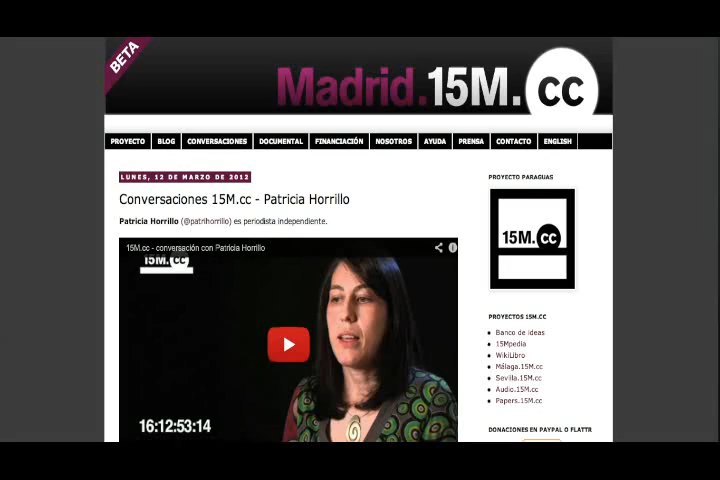 BETA
Madrid.15M.cc
PROYECTO BLOG CONVERSACIONES DOCUMENTAL FINANCIACIÓN NOSOTROS AYUDA PRENSA CONTACTO ENGLISH
LUNES, 12 DE MARZO DE 2012
Conversaciones 15M.cc - Patricia Horrillo
Patricia Horrillo (@patrihorrillo) es periodista independiente.
15M.cc - conversación con Patricia Horrillo
15M.cc
16:12:53:14
PROYECTO PARAGUAS
15M.cc
PROYECTOS 15M.CC
Banco de ideas
15Mpedia
WikiLibro
Málaga.15M.cc
Sevilla.15M.cc
Audio.15M.cc
Papers.15M.cc
DONACIONES EN PAYPAL O FLATTR